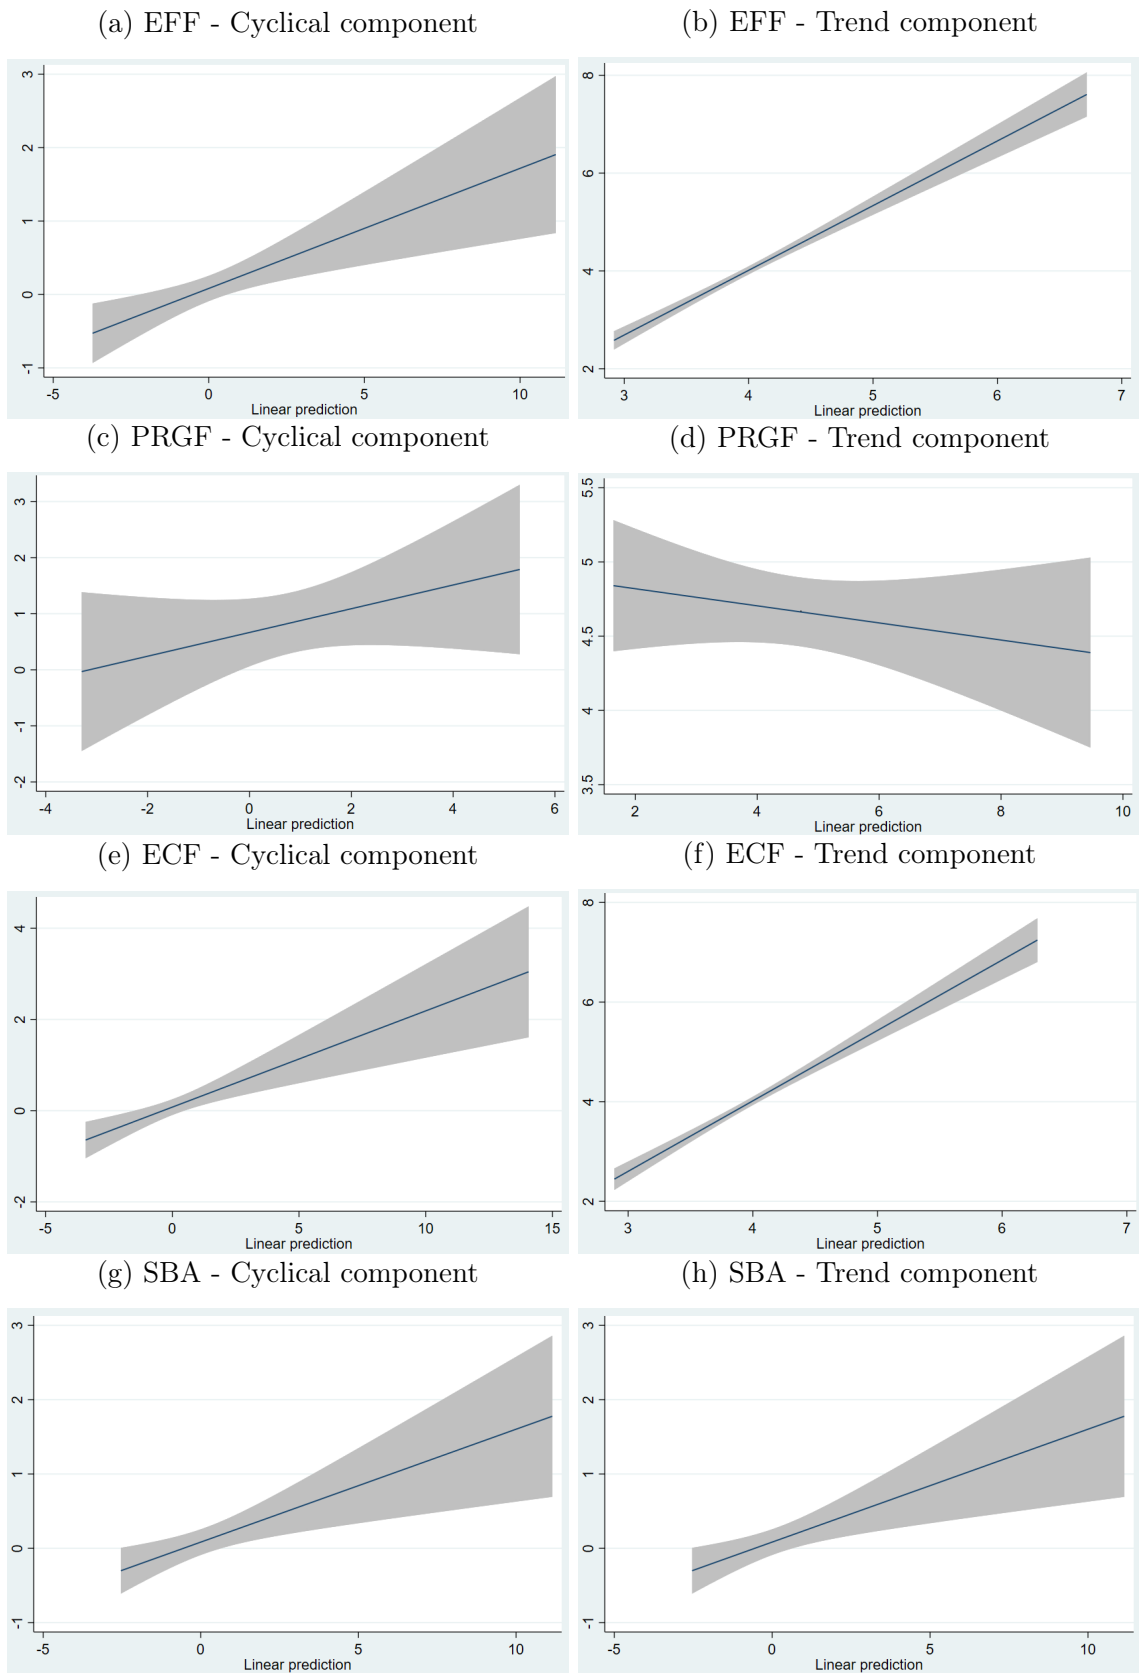 (a) EFF - Cyclical component
(b) EFF - Trend component
3
2
1
0
-1
-5 0 5 10
Linear prediction
8
6
4
2
3 4 5 6 7
Linear prediction
(c) PRGF - Cyclical component
(d) PRGF - Trend component
3
2
1
0
-1
-2
-4 -2 0 2 4 6
Linear prediction
5.5
5
4.5
4
3.5
2 4 6 8 10
Linear prediction
(e) ECF - Cyclical component
(f) ECF - Trend component
4
2
0
-2
-5 0 5 10 15
Linear prediction
8
6
4
2
3 4 5 6 7
Linear prediction
(g) SBA - Cyclical component
(h) SBA - Trend component
3
2
1
0
-1
-5 0 5 10
Linear prediction
3
2
1
0
-1
-5 0 5 10
Linear prediction